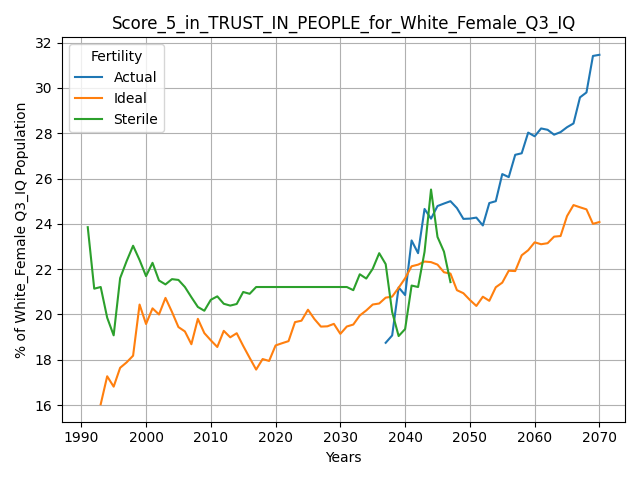 Score_5_in_TRUST_IN_PEOPLE_for_White_Female_Q3_IQ
Fertility
Actual
Ideal
Sterile
% of White_Female Q3_IQ Population
32
30
28
26
24
22
20
18
16
1990
2000
2010
2020
2030
2040
2050
2060
2070
Years